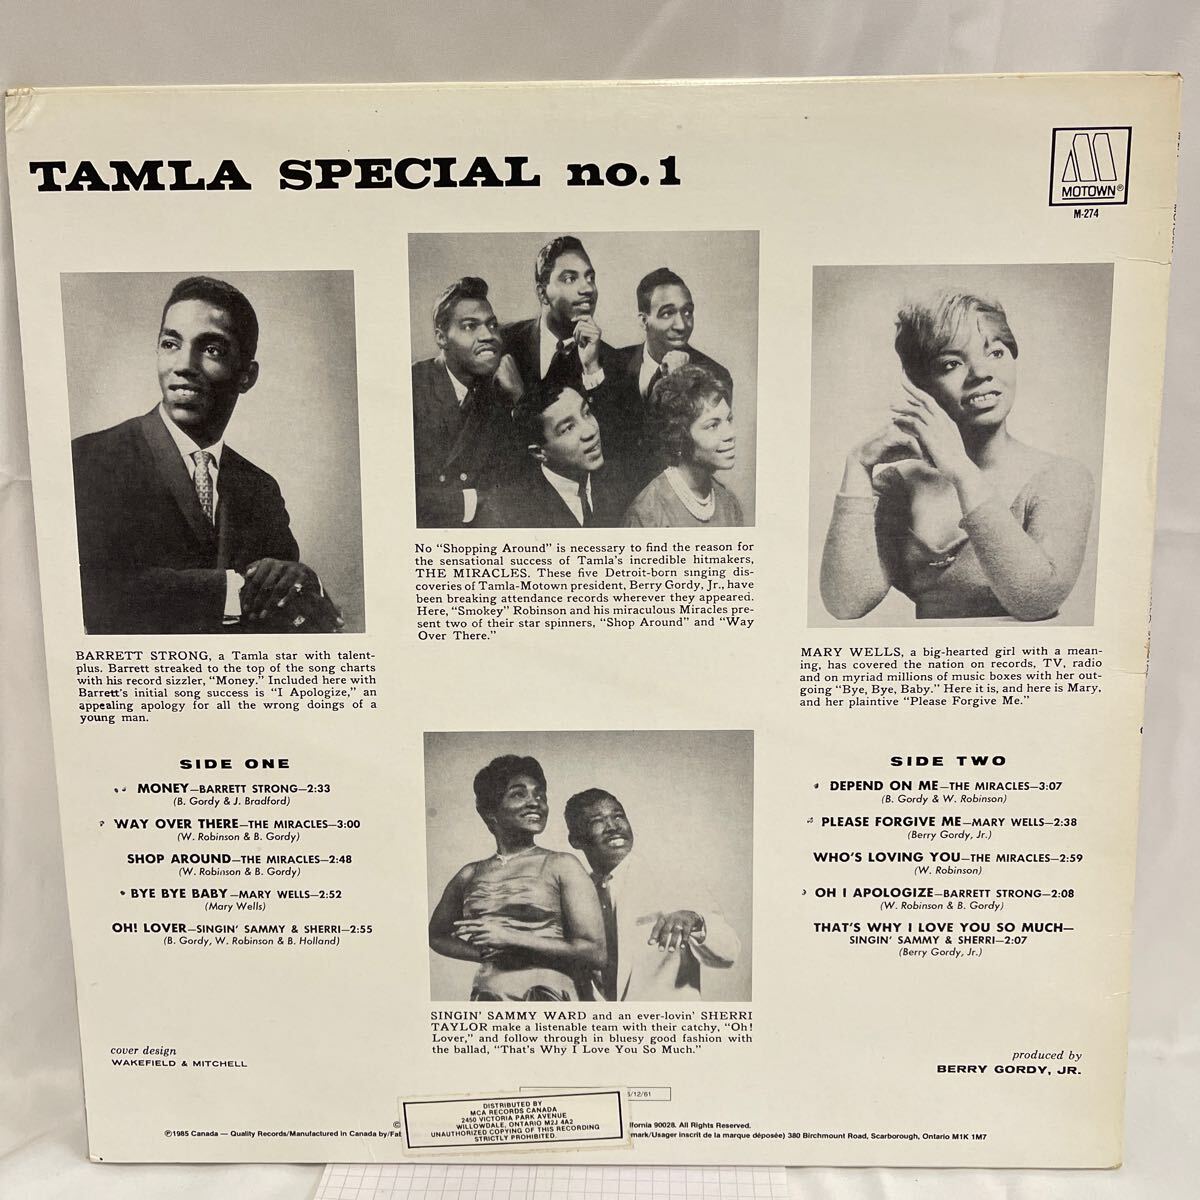 TAMLA SPECIAL no.1
MOTOWN®
M-274
BARRETT STRONG, a Tamla star with talent-
plus. Barrett streaked to the top of the song charts
with his record sizzler, "Money." Included here with
Barrett's initial song success is "I Apologize," an
appealing apology for all the wrong doings of a
young man.
No "Shopping Around" is necessary to find the reason for
the sensational success of Tamla's incredible hitmakers,
THE MIRACLES. These five Detroit-born singing dis-
coveries of Tamla-Motown president, Berry Gordy, Jr., have
been breaking attendance records wherever they appeared.
Here, "Smokey" Robinson and his miraculous Miracles pre-
sent two of their star spinners, "Shop Around" and "Way
Over There."
MARY WELLS, a big-hearted girl with a mean-
ing, has covered the nation on records, TV, radio
and on myriad millions of music boxes with her out-
going "Bye, Bye, Baby." Here it is, and here is Mary,
and her plaintive "Please Forgive Me."
SIDE ONE
MONEY—BARRETT STRONG—2:33
(B. Gordy & J. Bradford)
WAY OVER THERE—THE MIRACLES—3:00
(W. Robinson & B. Gordy)
SHOP AROUND—THE MIRACLES—2:48
(W. Robinson & B. Gordy)
BYE BYE BABY—MARY WELLS—2:52
(Mary Wells)
OH! LOVER—SINGIN' SAMMY & SHERRI—2:55
(B. Gordy, W. Robinson & B. Holland)
SIDE TWO
DEPEND ON ME—THE MIRACLES—3:07
(B. Gordy & W. Robinson)
PLEASE FORGIVE ME—MARY WELLS—2:38
(Berry Gordy, Jr.)
WHO'S LOVING YOU—THE MIRACLES—2:59
(W. Robinson)
OH I APOLOGIZE—BARRETT STRONG—2:08
(W. Robinson & B. Gordy)
THAT'S WHY I LOVE YOU SO MUCH—
SINGIN' SAMMY & SHERRI—2:07
(Berry Gordy, Jr.)
SINGIN' SAMMY WARD and an ever-lovin' SHERRI
TAYLOR make a listenable team with their catchy, "Oh!
Lover," and follow through in bluesy good fashion with
the ballad, "That's Why I Love You So Much."
cover design
WAKEFIELD & MITCHELL
produced by
BERRY GORDY, JR.
/12/61
DISTRIBUTED BY
MCA RECORDS CANADA
2450 VICTORIA PARK AVENUE
WILLOWDALE, ONTARIO M2J 4A2
UNAUTHORIZED COPYING OF THIS RECORDING
STRICTLY PROHIBITED.
© ifornia 90028. All Rights Reserved.
℗1985 Canada — Quality Records/Manufactured in Canada by/Fab mark/Usager inscrit de la marque déposée) 380 Birchmount Road, Scarborough, Ontario M1K 1M7